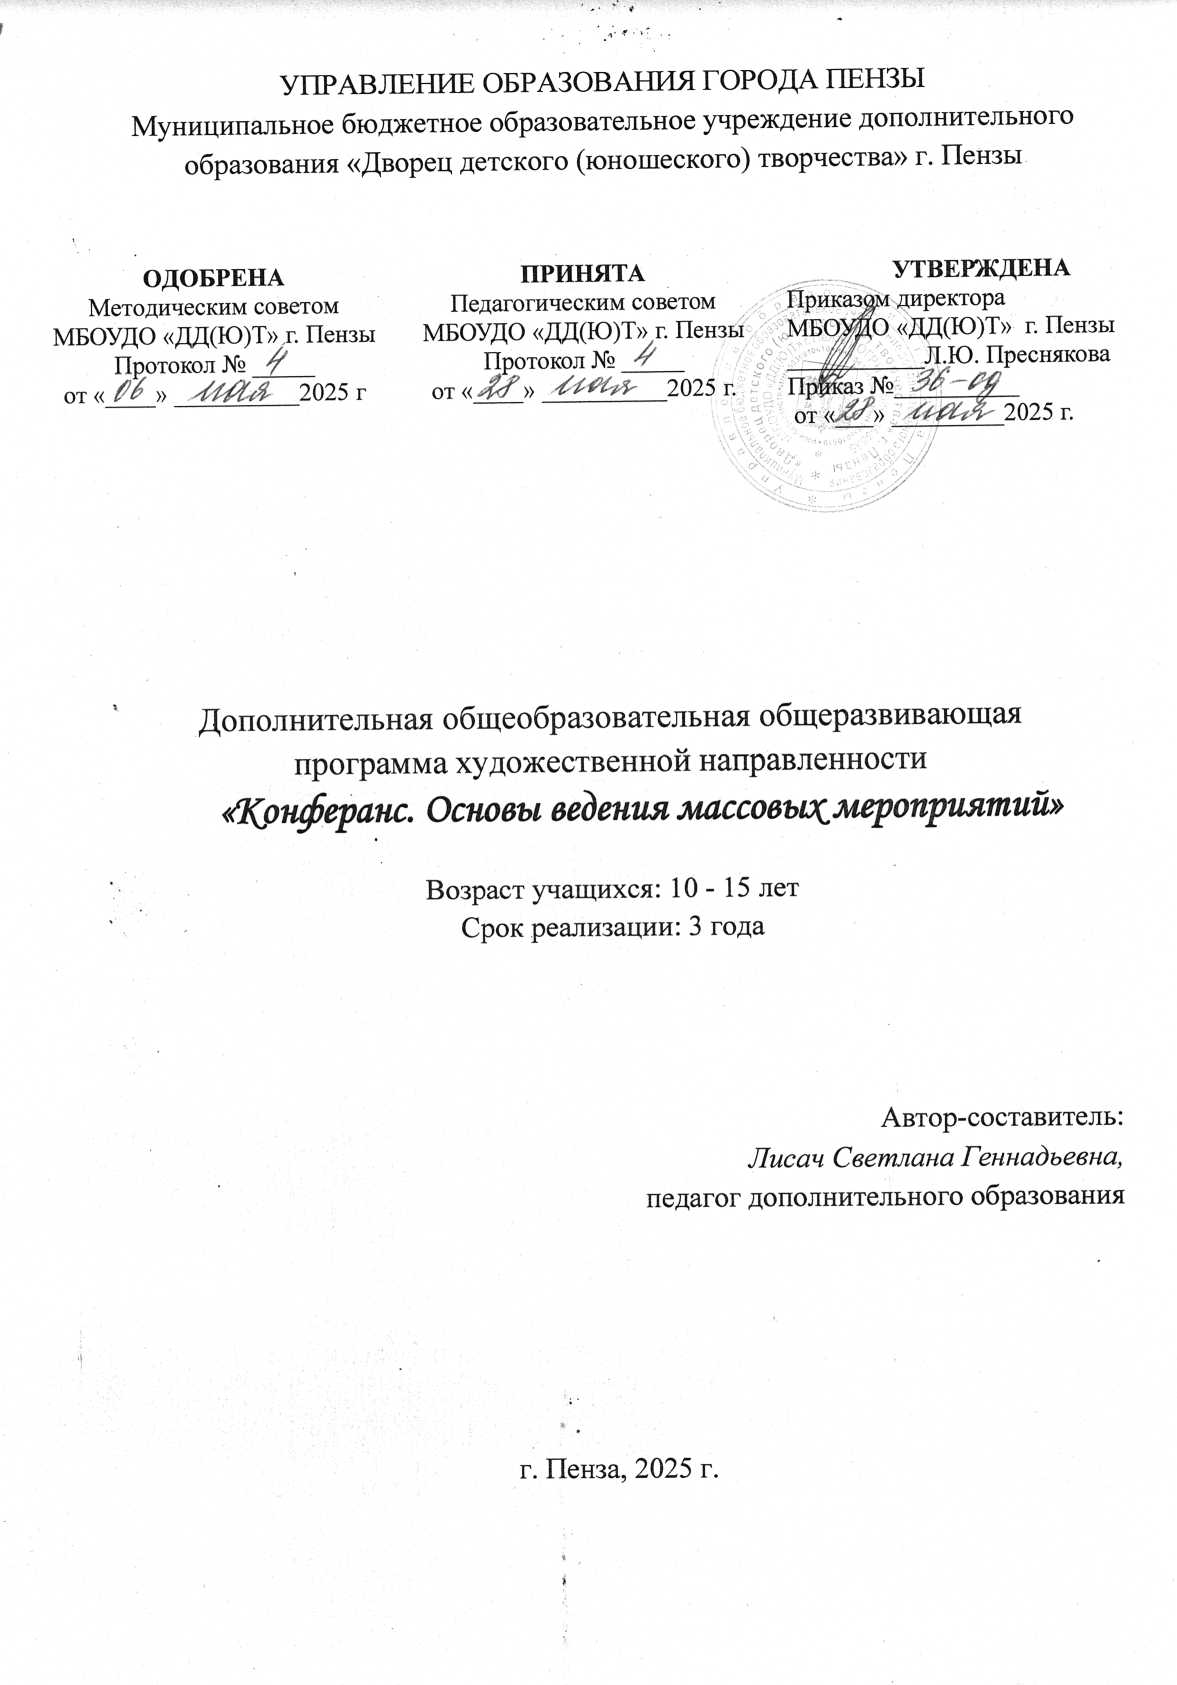 УПРАВЛЕНИЕ ОБРАЗОВАНИЯ ГОРОДА ПЕНЗЫ
Муниципальное бюджетное образовательное учреждение дополнительного
образования «Дворец детского (юношеского) творчества» г. Пензы
ОДОБРЕНА
Методическим советом
МБОУДО «ДД(Ю)Т» г. Пензы
Протокол № 4
от «06» мая 2025 г
ПРИНЯТА
Педагогическим советом
МБОУДО «ДД(Ю)Т» г. Пензы
Протокол № 4
от «28» мая 2025 г.
УТВЕРЖДЕНА
Приказом директора
МБОУДО «ДД(Ю)Т» г. Пензы
Л.Ю. Преснякова
Приказ № 36-од
от «28» мая 2025 г.
Дополнительная общеобразовательная общеразвивающая
программа художественной направленности
«Конферанс. Основы ведения массовых мероприятий»
Возраст учащихся: 10 - 15 лет
Срок реализации: 3 года
Автор-составитель:
Лисач Светлана Геннадьевна,
педагог дополнительного образования
г. Пенза, 2025 г.